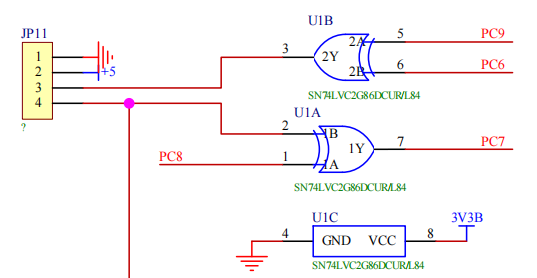 U1B
JP11
1
2
3
4
+5
?
3
2Y
2A
2B
5
6
PC9
PC6
SN74LVC2G86DCUR/L84
U1A
2
1
1B
1A
1Y
7
PC8
PC7
SN74LVC2G86DCUR/L84
U1C
3V3B
4
GND
VCC
8
SN74LVC2G86DCUR/L84